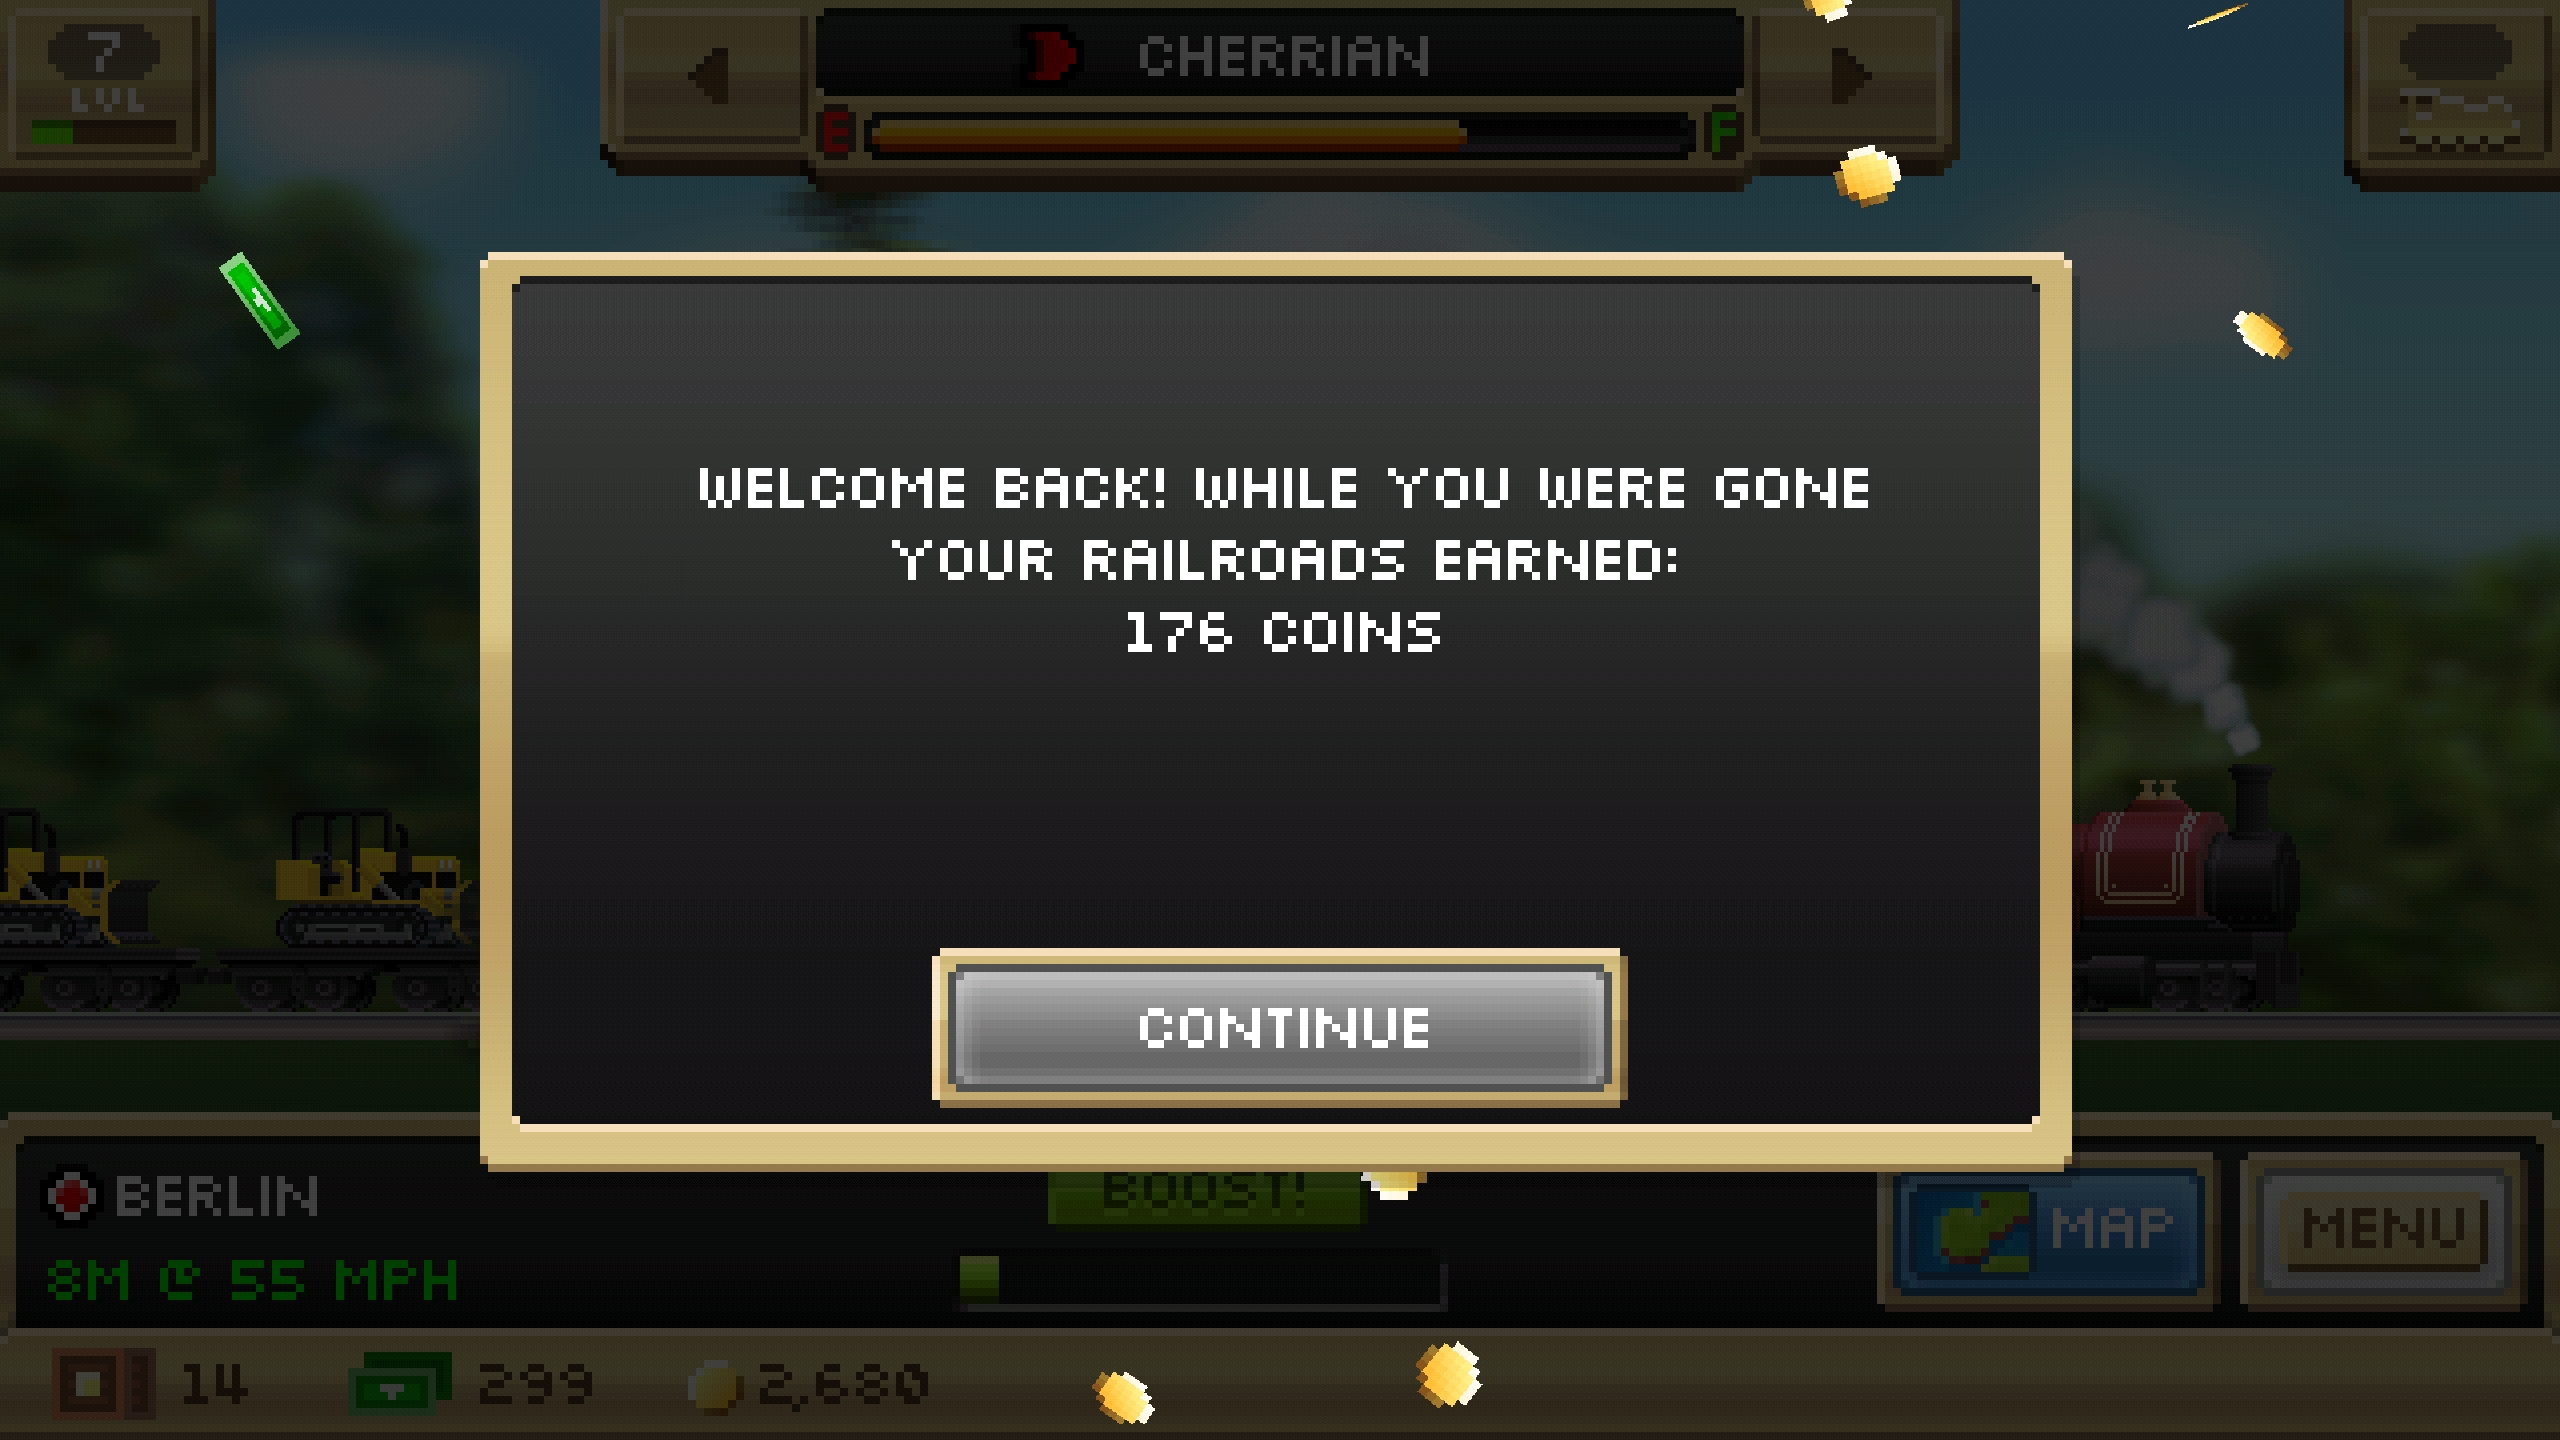 7
LVL
CHERRIAN
E F
WELCOME BACK! WHILE YOU WERE GONE
YOUR RAILROADS EARNED:
176 COINS
CONTINUE
BERLIN
8M @ 55 MPH
BOOST!
MAP
MENU
14 299 2,680